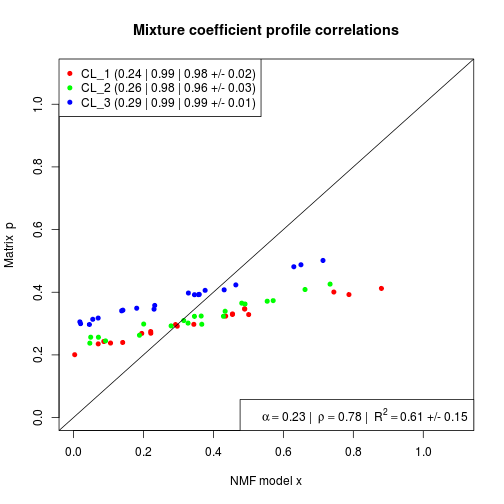 Mixture coefficient profile correlations
CL_1 (0.24 | 0.99 | 0.98 +/- 0.02)
CL_2 (0.26 | 0.98 | 0.96 +/- 0.03)
CL_3 (0.29 | 0.99 | 0.99 +/- 0.01)
Matrix p
1.0
0.8
0.6
0.4
0.2
0.0
α = 0.23 | ρ = 0.78 | R² = 0.61 +/- 0.15
0.0 0.2 0.4 0.6 0.8 1.0
NMF model x